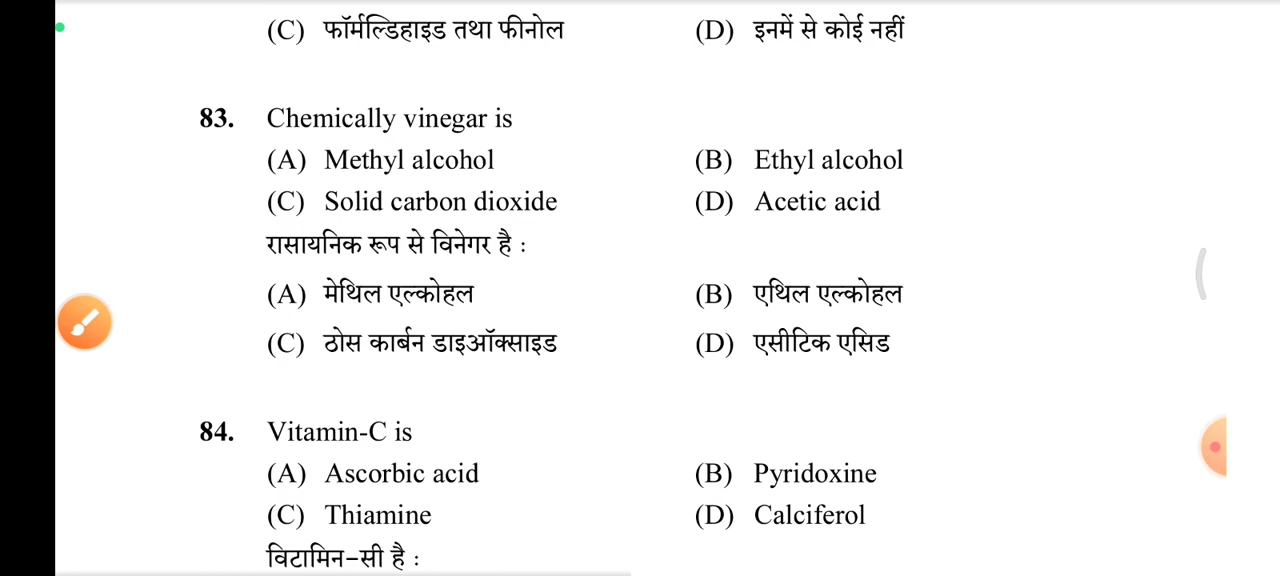 (C) फॉर्मल्डिहाइड तथा फीनोल (D) इनमें से कोई नहीं
83. Chemically vinegar is
(A) Methyl alcohol (B) Ethyl alcohol
(C) Solid carbon dioxide (D) Acetic acid
रासायनिक रूप से विनेगर है :
(A) मेथिल एल्कोहल (B) एथिल एल्कोहल
(C) ठोस कार्बन डाइऑक्साइड (D) एसीटिक एसिड
84. Vitamin-C is
(A) Ascorbic acid (B) Pyridoxine
(C) Thiamine (D) Calciferol
विटामिन-सी है :